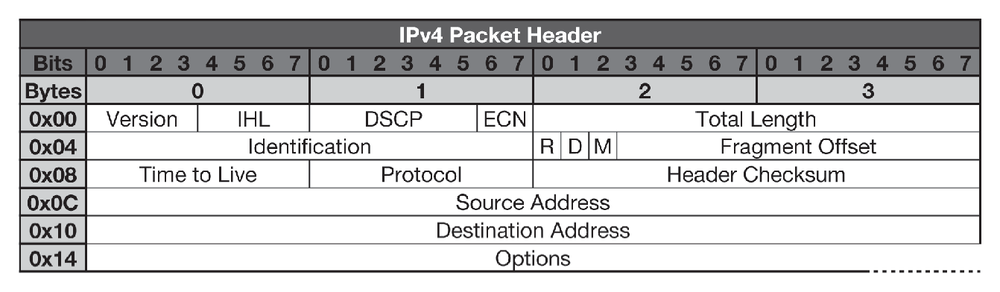 IPv4 Packet Header
Bits 0 1 2 3 4 5 6 7 0 1 2 3 4 5 6 7 0 1 2 3 4 5 6 7 0 1 2 3 4 5 6 7
Bytes 0 1 2 3
0x00 Version IHL DSCP ECN Total Length
0x04 Identification R D M Fragment Offset
0x08 Time to Live Protocol Header Checksum
0x0C Source Address
0x10 Destination Address
0x14 Options